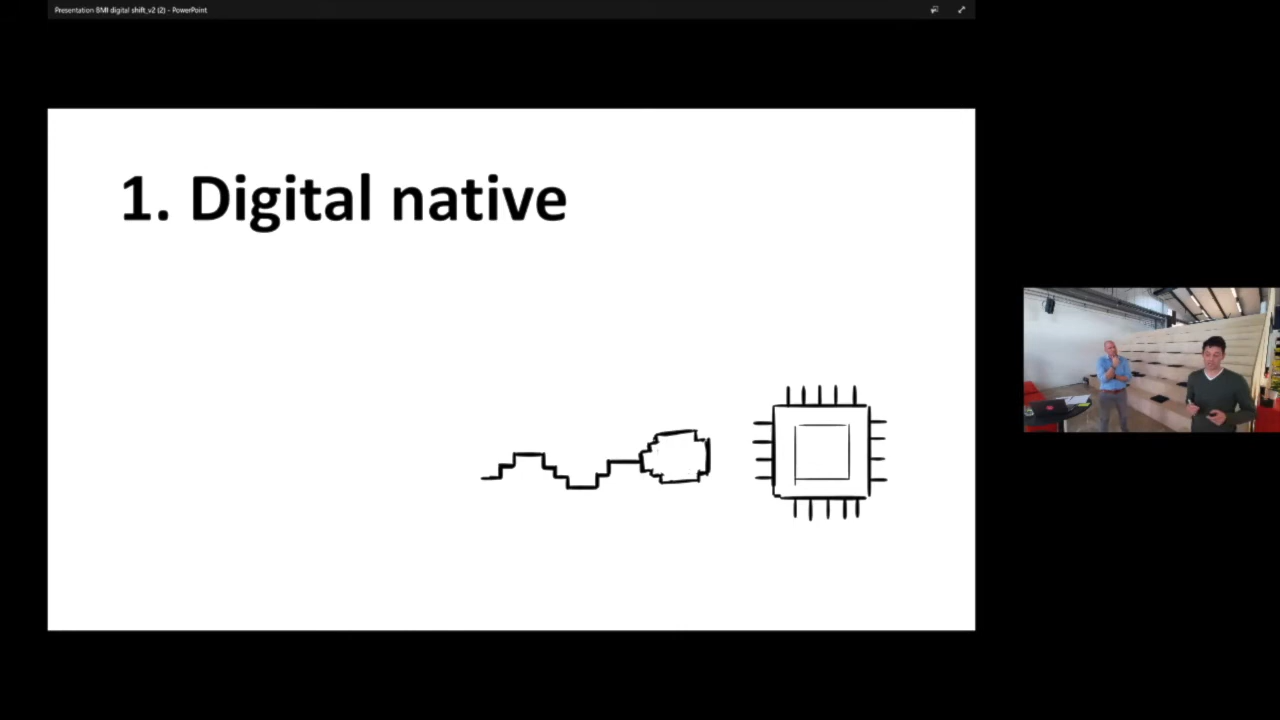 Presentation BMI digital shift_v2 (2) - PowerPoint
1. Digital native